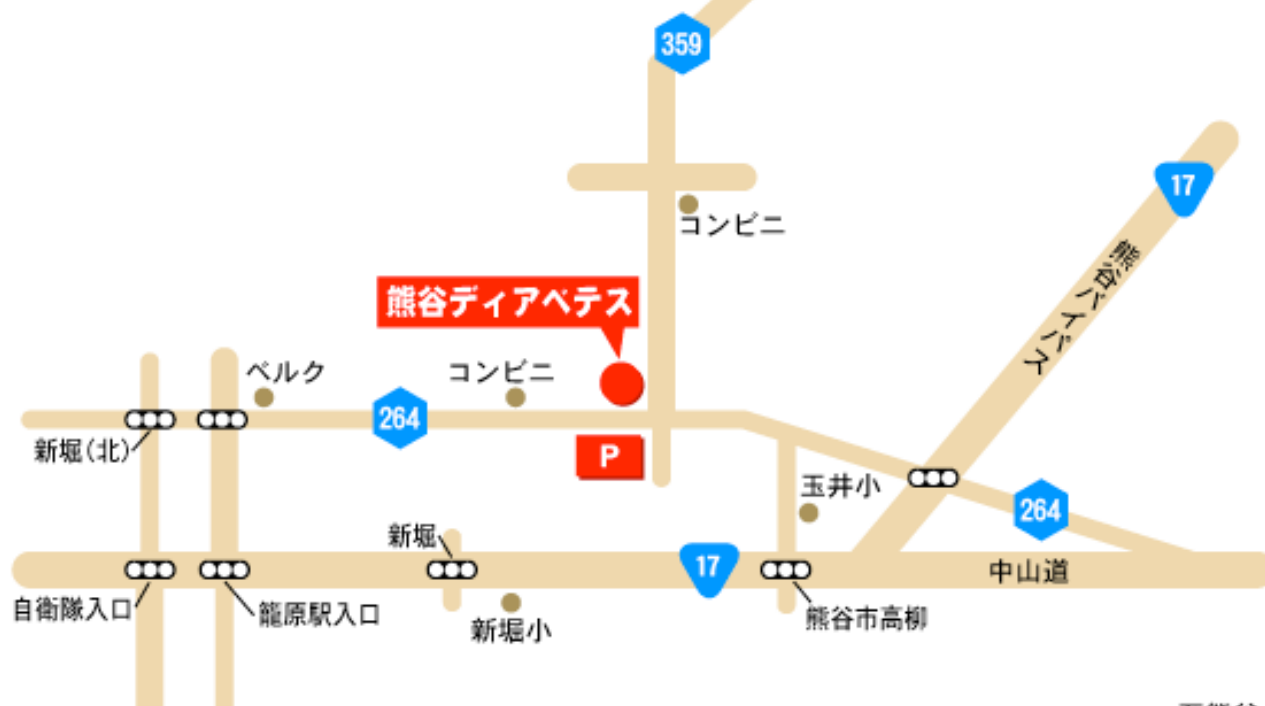 359
17
コンビニ
熊谷バイパス
熊谷ディアベテス
ベルク
コンビニ
264
新堀(北)
P
玉井小
264
新堀
17
中山道
自衛隊入口
籠原駅入口
新堀小
熊谷市高柳